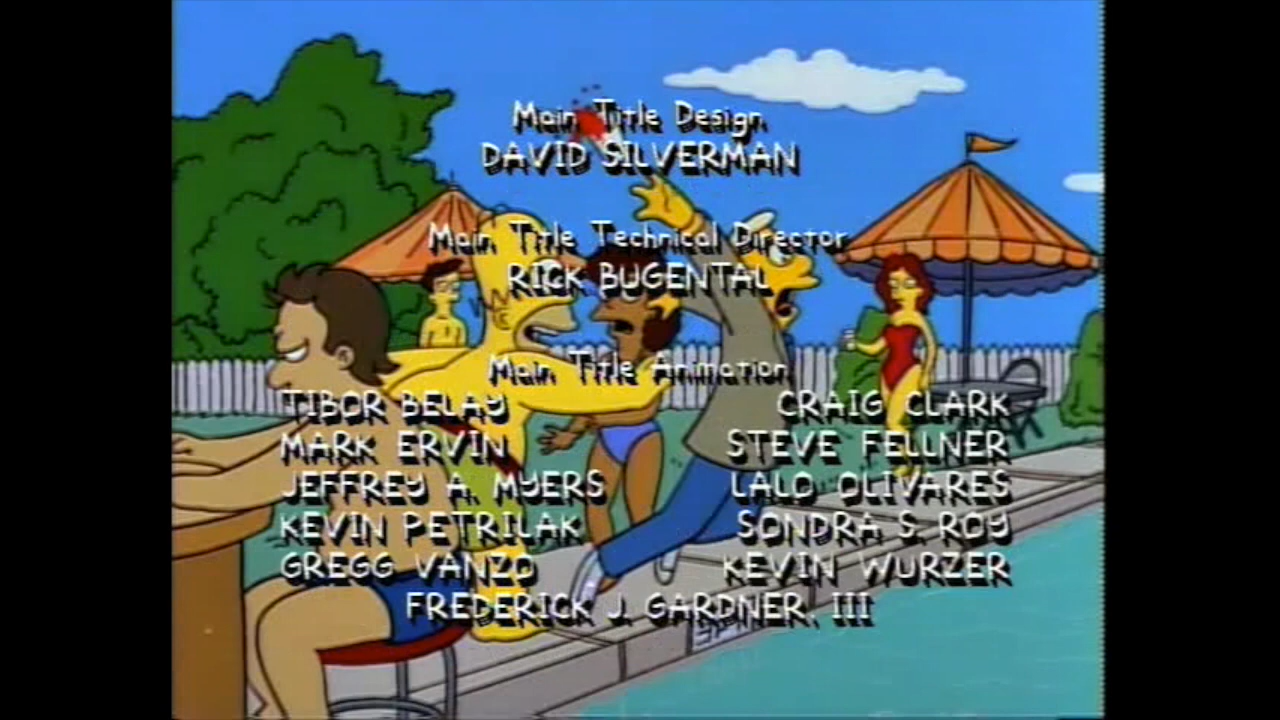 Main Title Design
DAVID SILVERMAN
Main Title Technical Director
RICK BUGENTAL
Main Title Animation
TIBOR BELAY CRAIG CLARK
MARK ERVIN STEVE FELLNER
JEFFREY A. MYERS LALO OLIVARES
KEVIN PETRILAK SONDRA S. ROY
GREGG VANZO KEVIN WURZER
FREDERICK J. GARDNER, III